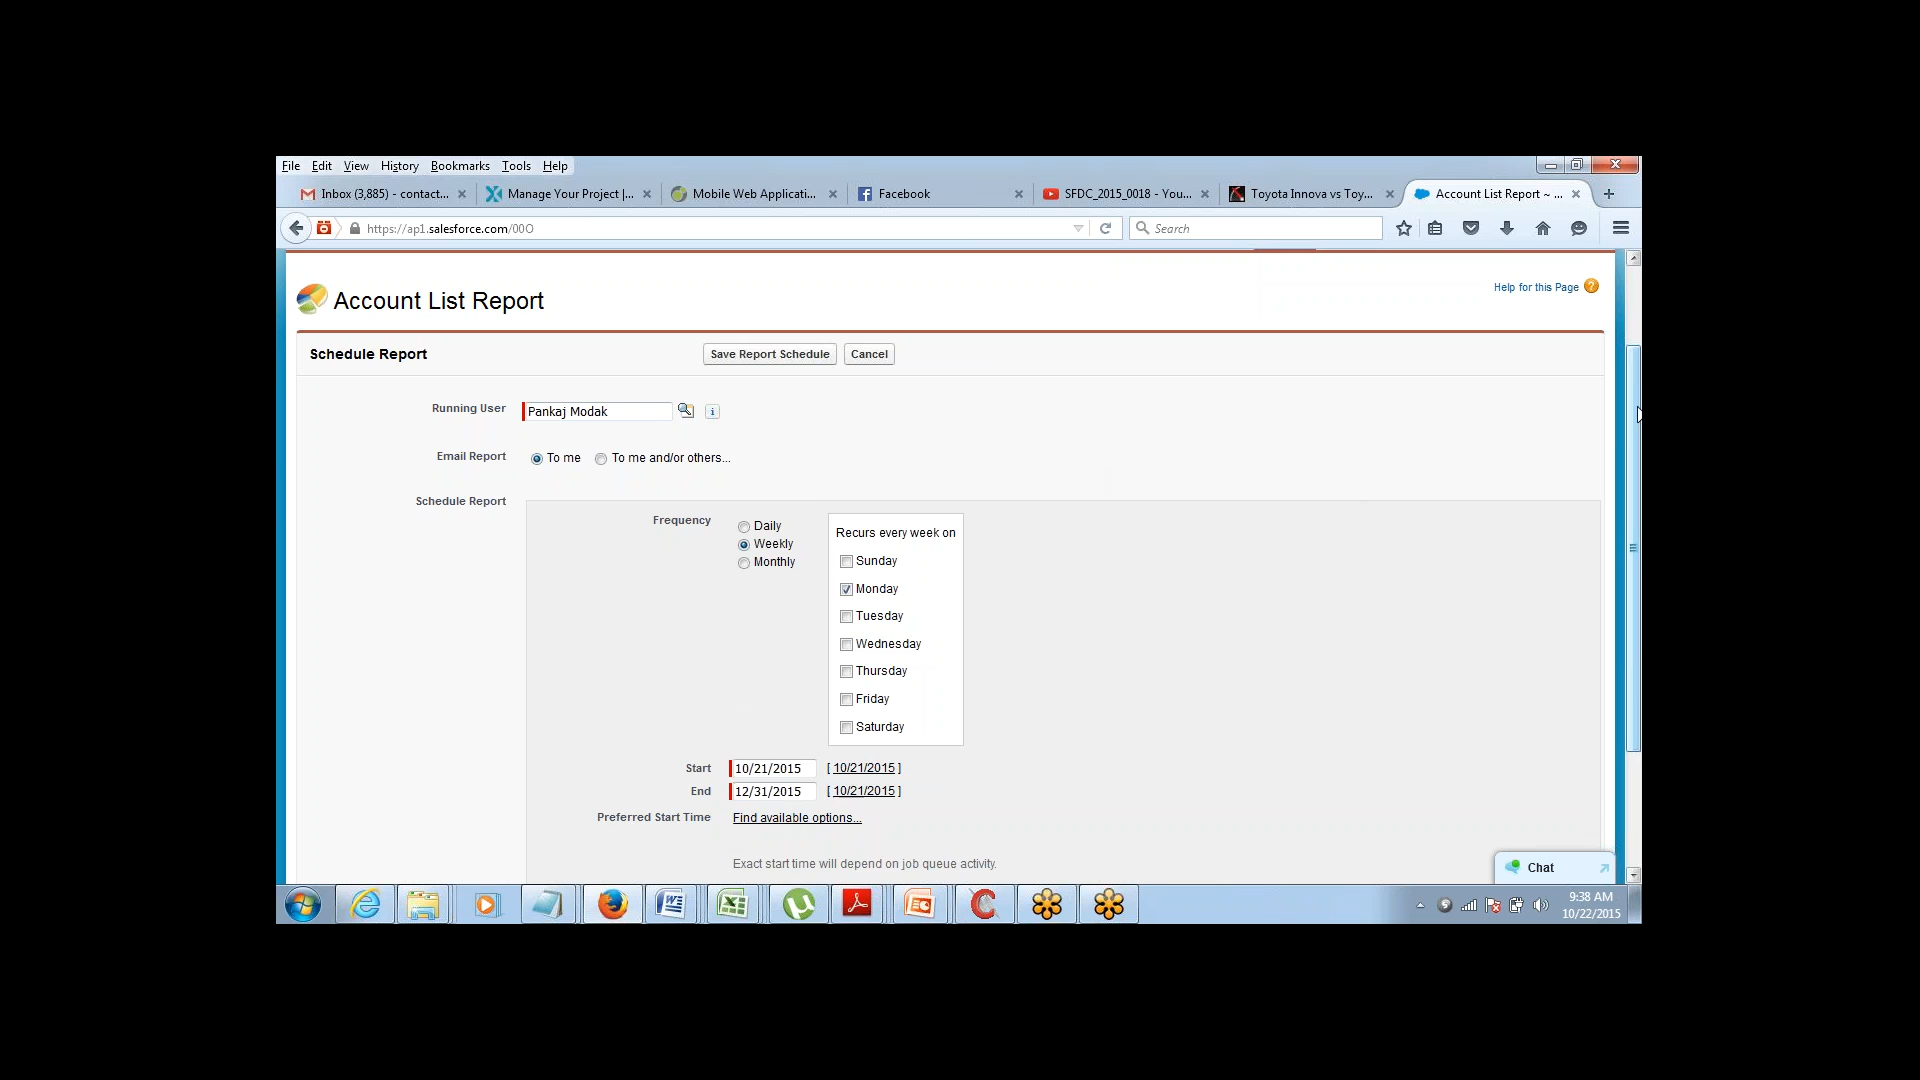 File Edit View History Bookmarks Tools Help
Inbox (3,885) - contact... Manage Your Project |... Mobile Web Applicati... Facebook SFDC_2015_0018 - You... Toyota Innova vs Toy... Account List Report ~ ...
https://ap1.salesforce.com/00O Search
Help for this Page ?
Account List Report
Schedule Report Save Report Schedule Cancel
Running User Pankaj Modak i
Email Report To me To me and/or others...
Schedule Report
Frequency Daily
Weekly
Monthly
Recurs every week on
Sunday
Monday
Tuesday
Wednesday
Thursday
Friday
Saturday
Start 10/21/2015 [ 10/21/2015 ]
End 12/31/2015 [ 10/21/2015 ]
Preferred Start Time Find available options...
Exact start time will depend on job queue activity.
Chat
9:38 AM
10/22/2015